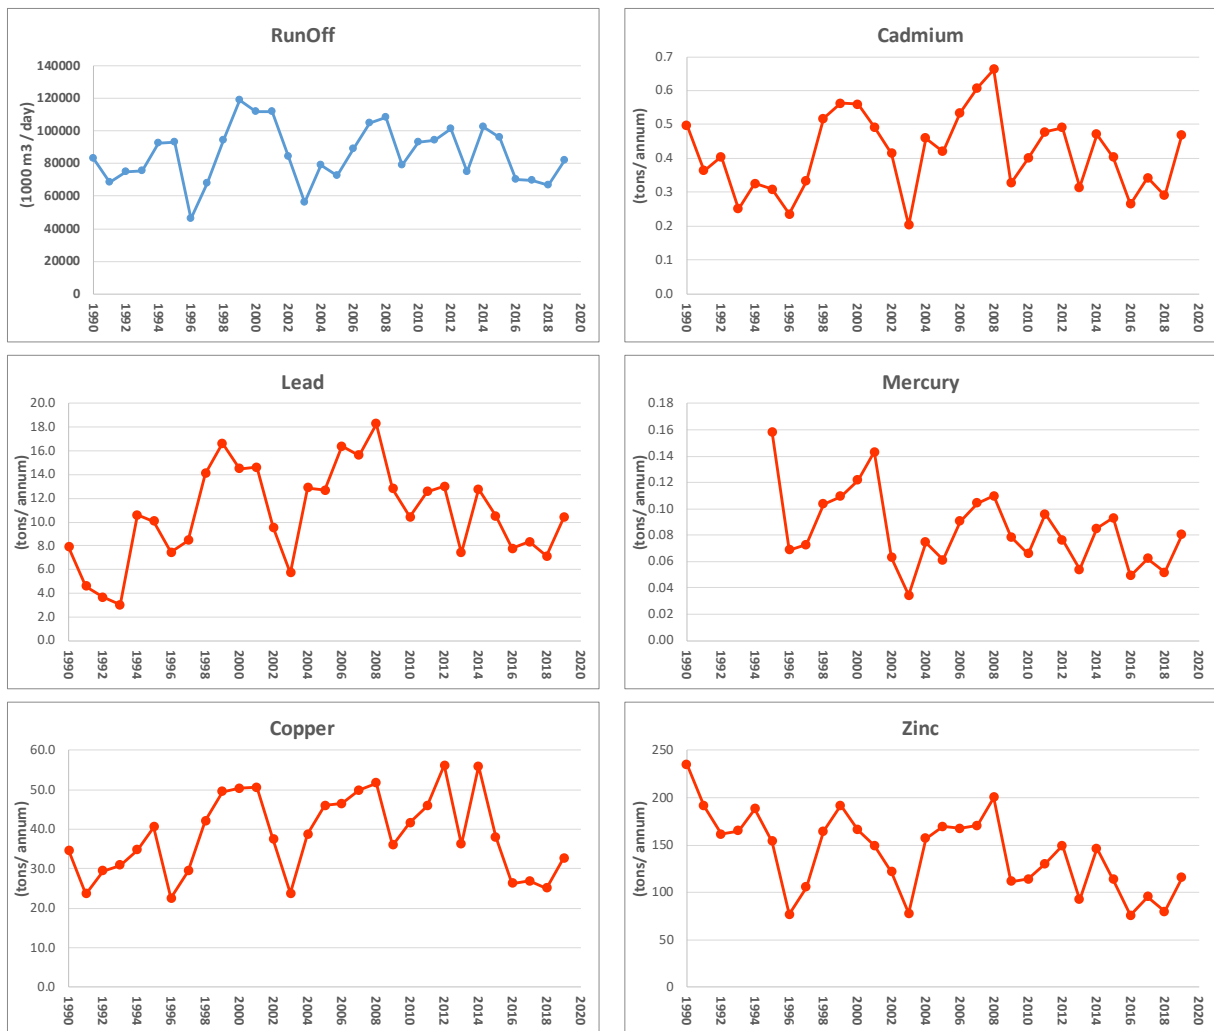 RunOff
(1000 m3 / day)
140000
120000
100000
80000
60000
40000
20000
0
1990 1992 1994 1996 1998 2000 2002 2004 2006 2008 2010 2012 2014 2016 2018 2020
Cadmium
(tons/ annum)
0.7
0.6
0.5
0.4
0.3
0.2
0.1
0.0
1990 1992 1994 1996 1998 2000 2002 2004 2006 2008 2010 2012 2014 2016 2018 2020
Lead
(tons/ annum)
20.0
18.0
16.0
14.0
12.0
10.0
8.0
6.0
4.0
2.0
0.0
1990 1992 1994 1996 1998 2000 2002 2004 2006 2008 2010 2012 2014 2016 2018 2020
Mercury
(tons/ annum)
0.18
0.16
0.14
0.12
0.10
0.08
0.06
0.04
0.02
0.00
1990 1992 1994 1996 1998 2000 2002 2004 2006 2008 2010 2012 2014 2016 2018 2020
Copper
(tons/ annum)
60.0
50.0
40.0
30.0
20.0
10.0
0.0
1990 1992 1994 1996 1998 2000 2002 2004 2006 2008 2010 2012 2014 2016 2018 2020
Zinc
(tons/ annum)
250
200
150
100
50
0
1990 1992 1994 1996 1998 2000 2002 2004 2006 2008 2010 2012 2014 2016 2018 2020